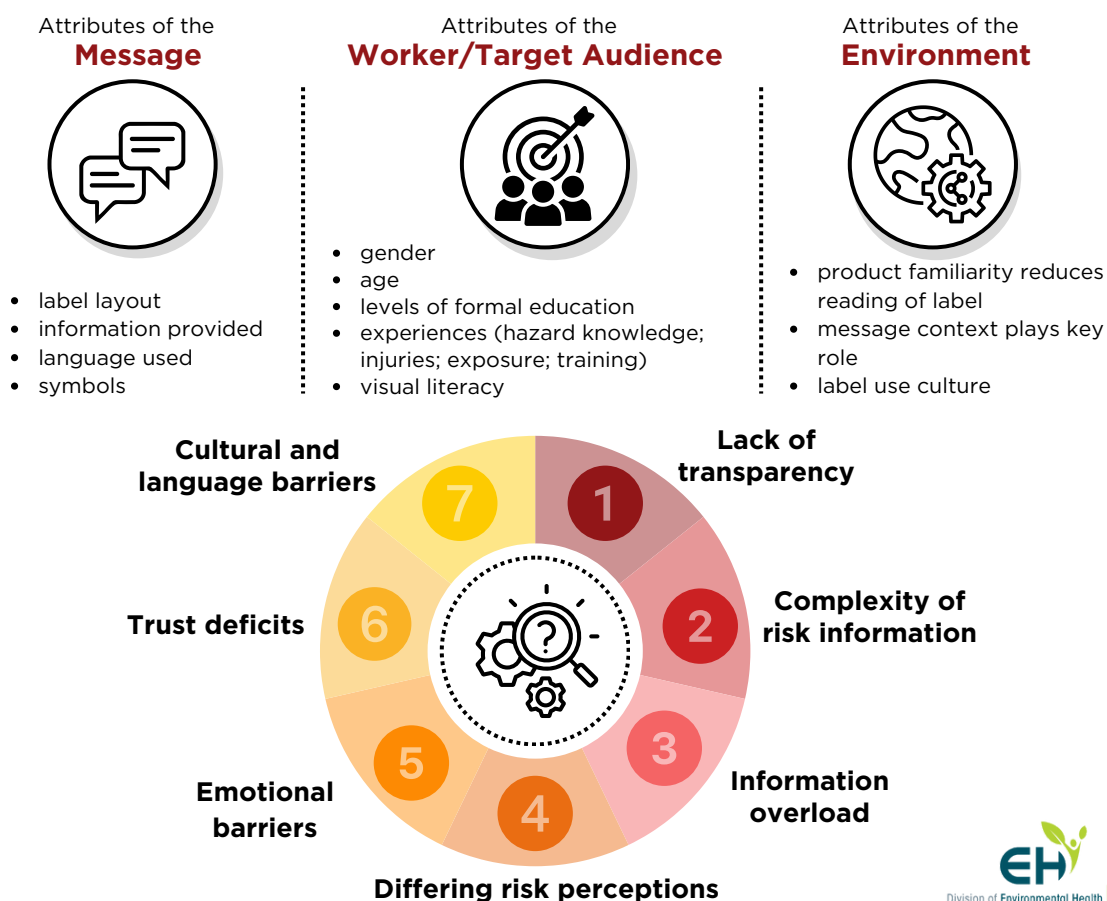 Attributes of the
Message
• label layout
• information provided
• language used
• symbols
Attributes of the
Worker/Target Audience
• gender
• age
• levels of formal education
• experiences (hazard knowledge;
injuries; exposure; training)
• visual literacy
Attributes of the
Environment
• product familiarity reduces
reading of label
• message context plays key
role
• label use culture
1
Lack of
transparency
2
Complexity of
risk information
3
Information
overload
4
Differing risk perceptions
5
Emotional
barriers
6
Trust deficits
7
Cultural and
language barriers
?
EH
Division of Environmental Health